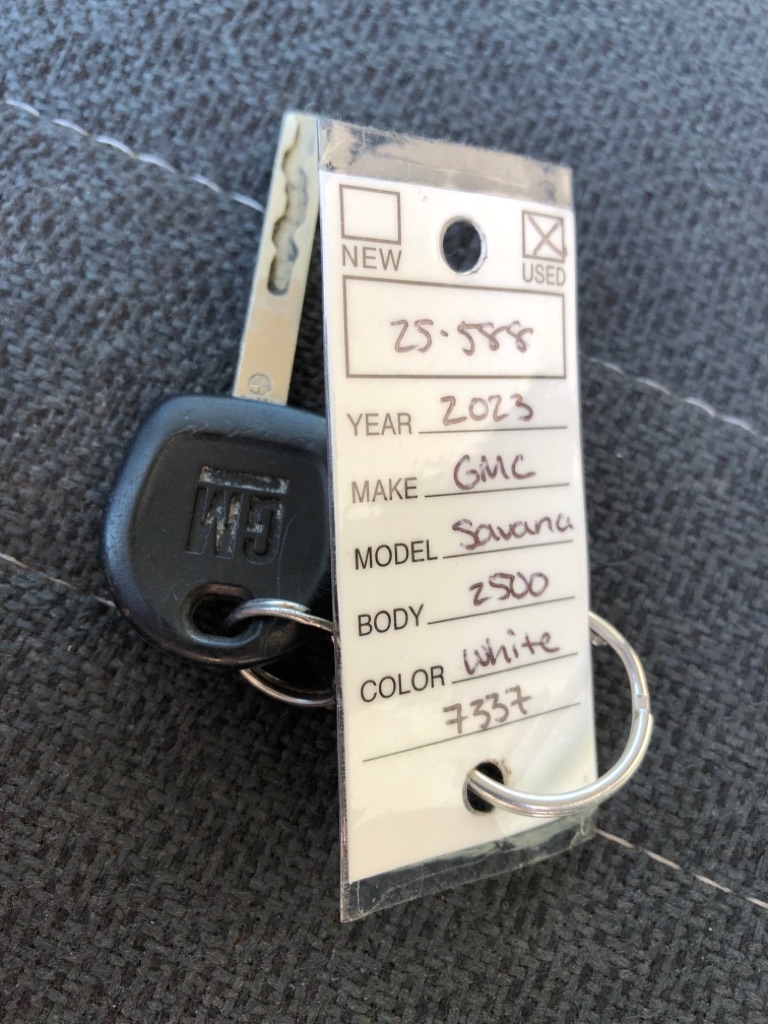 NEW
USED
25-588
YEAR 2023
MAKE GMC
MODEL Savana
BODY 2500
COLOR White
7337
GM